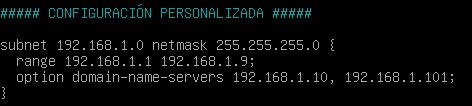 ##### CONFIGURACIÓN PERSONALIZADA #####
subnet 192.168.1.0 netmask 255.255.255.0 {
range 192.168.1.1 192.168.1.9;
option domain-name-servers 192.168.1.10, 192.168.1.101;
}